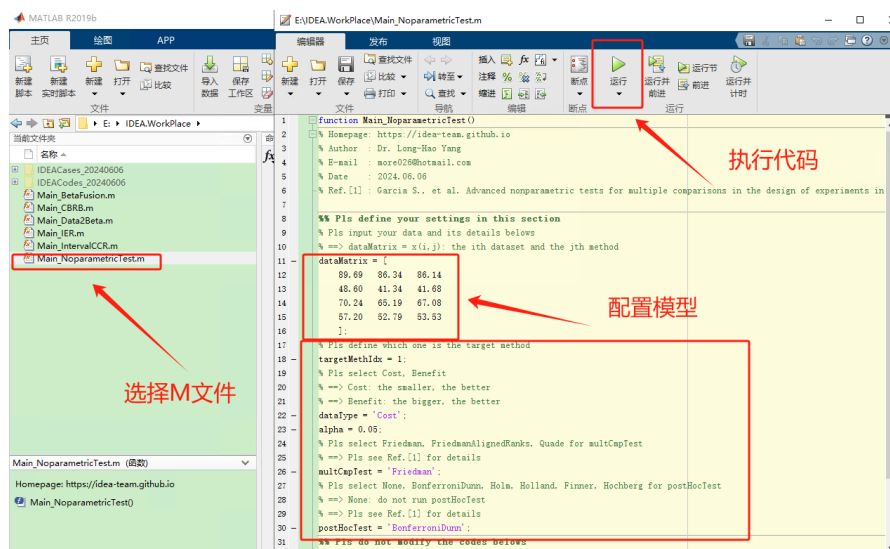 MATLAB R2019b
主页 绘图 APP
新建脚本 新建实时脚本 新建 打开 查找文件 比较 导入数据 保存工作区
文件 变量
E: IDEA.WorkPlace
当前文件夹
名称
IDEACases_20240606
IDEACodes_20240606
Main_BetaFusion.m
Main_CBRB.m
Main_Data2Beta.m
Main_IER.m
Main_IntervalCCR.m
Main_NoparametricTest.m
选择M文件
Main_NoparametricTest.m (函数)
Homepage: https://idea-team.github.io
Main_NoparametricTest()
命
fx
E:\IDEA.WorkPlace\Main_NoparametricTest.m
编辑器 发布 视图
新建 打开 保存 查找文件 比较 打印 转至 查找 插入 fx 注释 % 缩进 断点 运行 运行并前进 运行节 前进 运行并计时
文件 导航 编辑 断点 运行
执行代码
1 function Main_NoparametricTest()
2 % Homepage: https://idea-team.github.io
3 % Author : Dr. Long-Hao Yang
4 % E-mail : more026@hotmail.com
5 % Date : 2024.06.06
6 % Ref.[1] : Garcia S., et al. Advanced nonparametric tests for multiple comparisons in the design of experiments in
7
8 %% Pls define your settings in this section
9 % Pls input your data and its details belows
10 % ==> dataMatrix = x(i,j): the ith dataset and the jth method
11 dataMatrix = [
12 89.69 86.34 86.14
13 48.60 41.34 41.68
14 70.24 65.19 67.08
15 57.20 52.79 53.53
16 ];
配置模型
17 % Pls define which one is the target method
18 targetMethIdx = 1;
19 % Pls select Cost, Benefit
20 % ==> Cost: the smaller, the better
21 % ==> Benefit: the bigger, the better
22 dataType = 'Cost';
23 alpha = 0.05;
24 % Pls select Friedman, FriedmanAlignedRanks, Quade for multCmpTest
25 % ==> Pls see Ref.[1] for details
26 multCmpTest = 'Friedman';
27 % Pls select None, BonferroniDunn, Holm, Holland, Finner, Hochberg for postHocTest
28 % ==> None: do not run postHocTest
29 % ==> Pls see Ref.[1] for details
30 postHocTest = 'BonferroniDunn';
31 %% Pls do not modify the codes belows